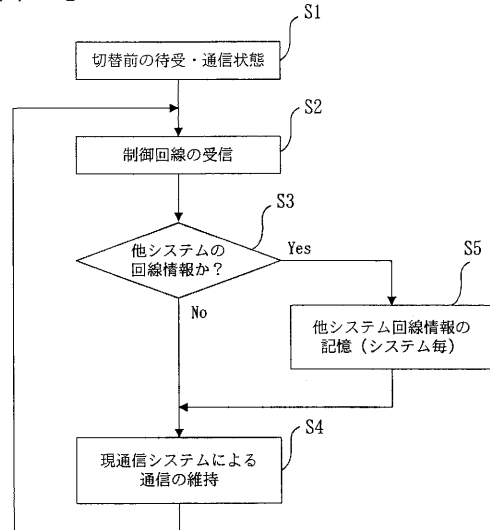 S1
切替前の待受・通信状態
S2
制御回線の受信
S3
他システムの
回線情報か?
Yes
S5
No
他システム回線情報の
記憶(システム毎)
S4
現通信システムによる
通信の維持